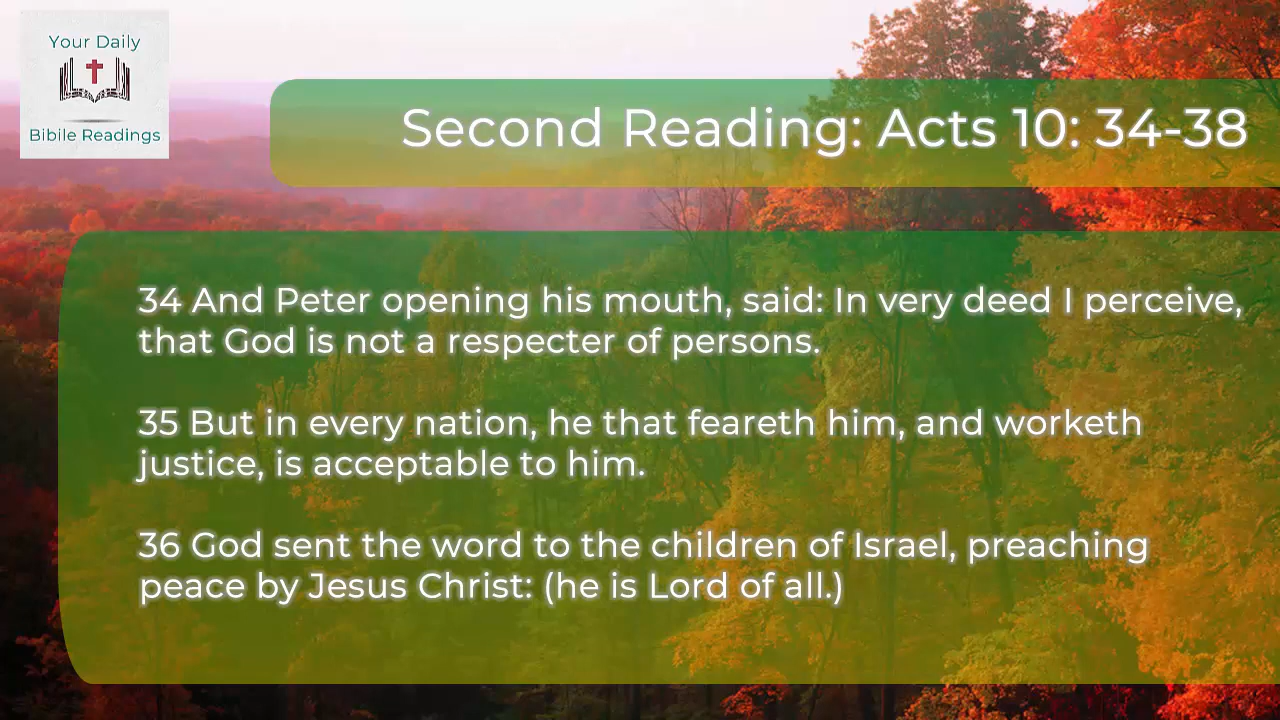 Your Daily
Bibile Readings
Second Reading: Acts 10: 34-38
34 And Peter opening his mouth, said: In very deed I perceive,
that God is not a respecter of persons.
35 But in every nation, he that feareth him, and worketh
justice, is acceptable to him.
36 God sent the word to the children of Israel, preaching
peace by Jesus Christ: (he is Lord of all.)